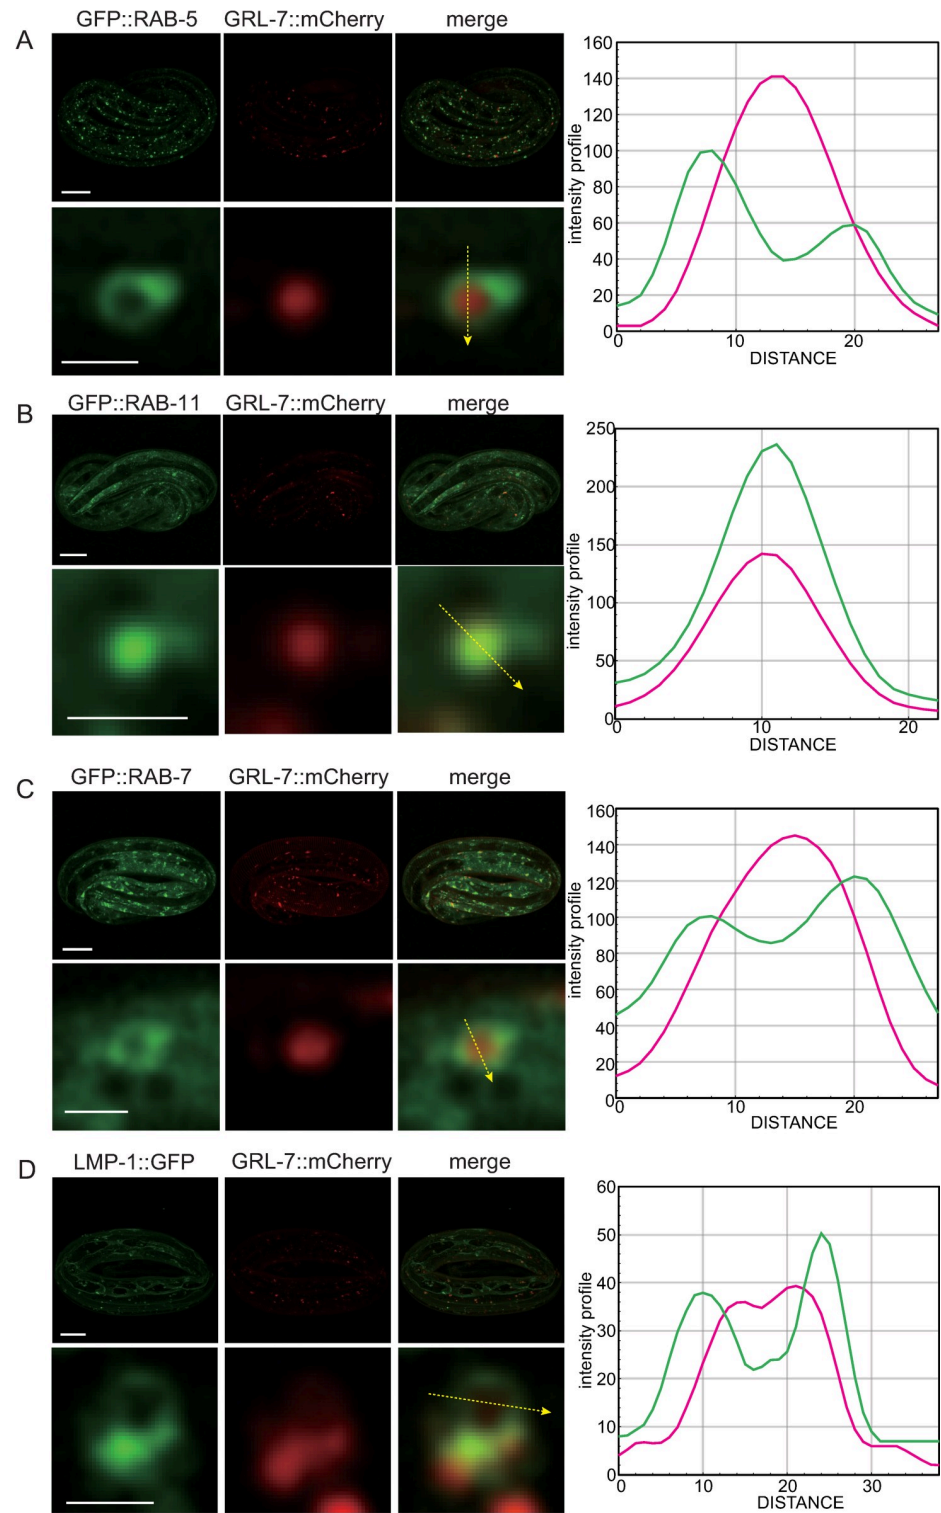 A
GFP::RAB-5 GRL-7::mCherry merge
160
140
120
100
80
60
40
20
0
intensity profile
0 10 20
DISTANCE
B
GFP::RAB-11 GRL-7::mCherry merge
250
200
150
100
50
0
intensity profile
0 10 20
DISTANCE
C
GFP::RAB-7 GRL-7::mCherry merge
160
140
120
100
80
60
40
20
0
intensity profile
0 10 20
DISTANCE
D
LMP-1::GFP GRL-7::mCherry merge
60
50
40
30
20
10
0
intensity profile
0 10 20 30
DISTANCE